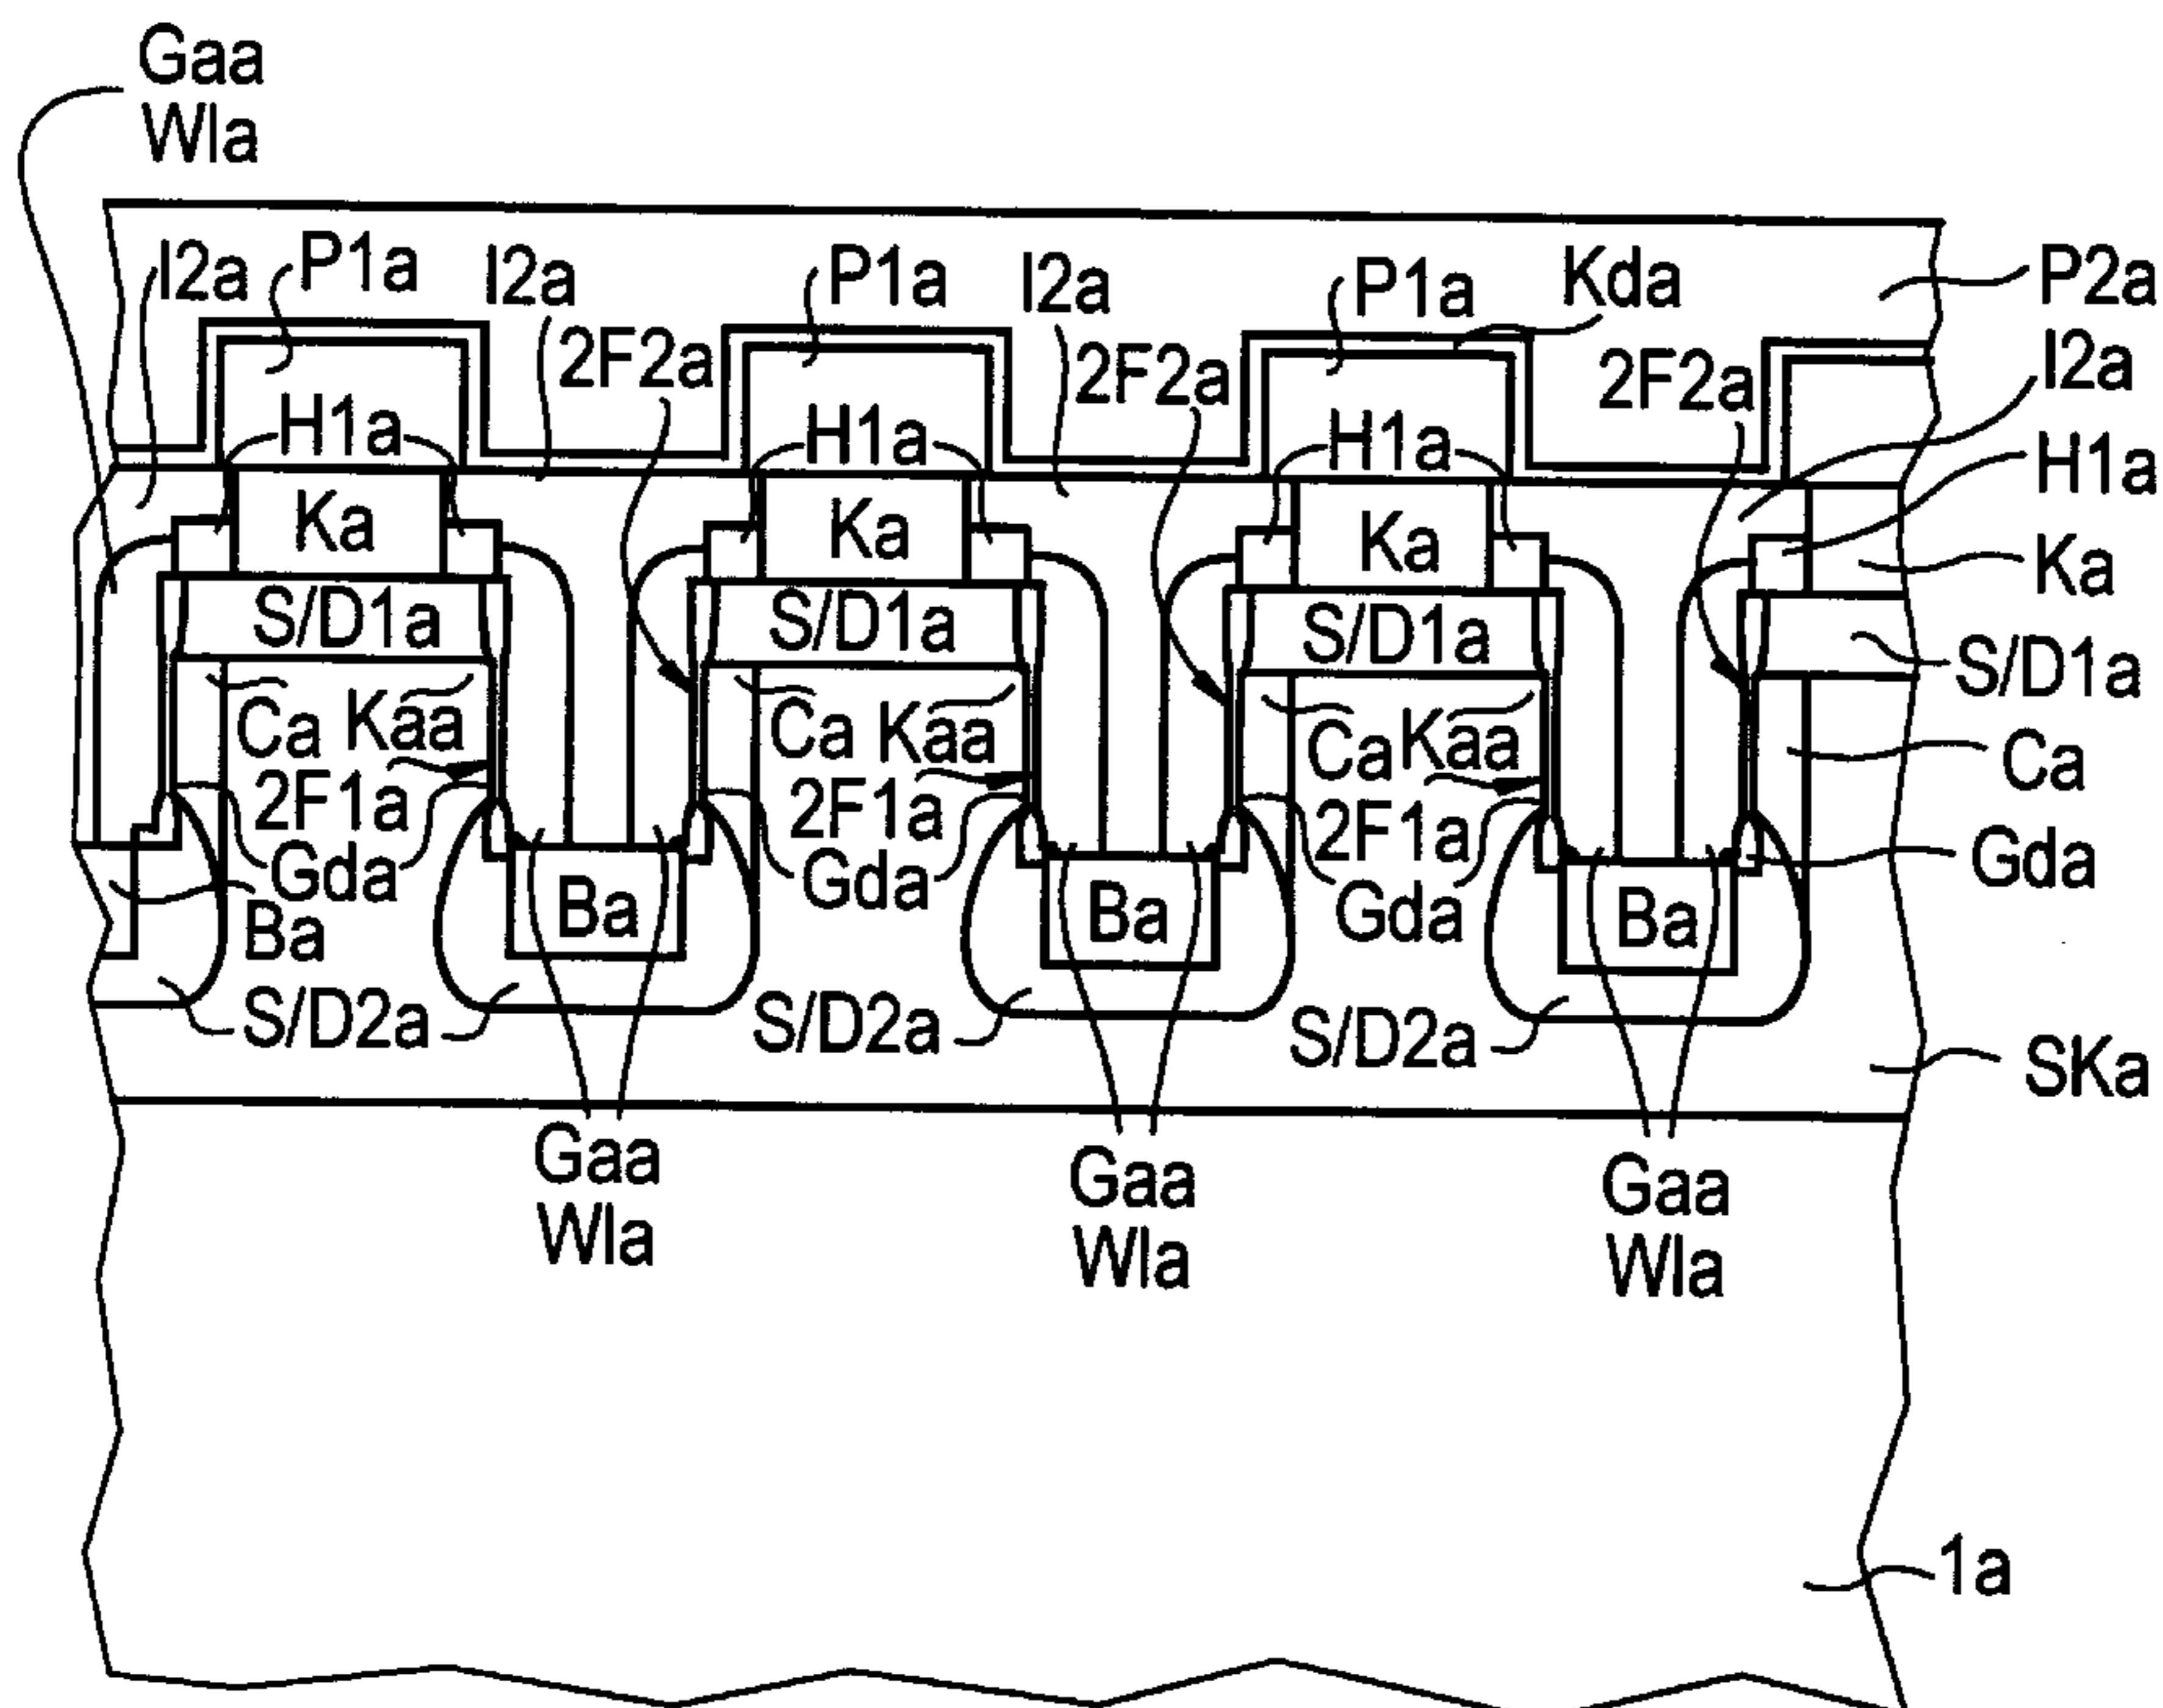 Gaa
Wla
I2a P1a I2a P1a I2a P1a Kda P2a
2F2a 2F2a 2F2a I2a
H1a H1a H1a H1a
Ka Ka Ka Ka
S/D1a S/D1a S/D1a S/D1a
Ca Kaa Ca Kaa Ca Kaa Ca
2F1a 2F1a 2F1a
Gda Gda Gda Gda
Ba Ba Ba Ba
S/D2a S/D2a S/D2a SKa
Gaa Gaa Gaa
Wla Wla Wla
1a